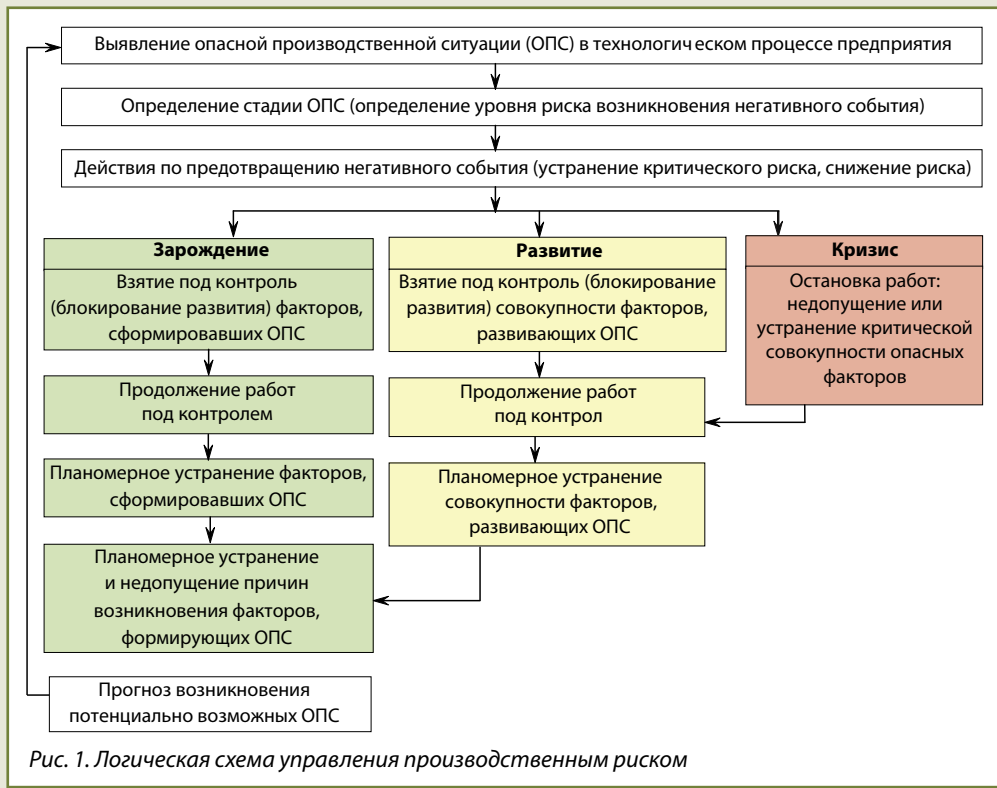 Выявление опасной производственной ситуации (ОПС) в технологическом процессе предприятия
Определение стадии ОПС (определение уровня риска возникновения негативного события)
Действия по предотвращению негативного события (устранение критического риска, снижение риска)
Зарождение
Взятие под контроль
(блокирование развития) факторов,
сформировавших ОПС
Продолжение работ
под контролем
Планомерное устранение факторов,
сформировавших ОПС
Планомерное устранение
и недопущение причин
возникновения факторов,
формирующих ОПС
Развитие
Взятие под контроль (блокирование
развития) совокупности факторов,
развивающих ОПС
Продолжение работ
под контрол
Планомерное устранение
совокупности факторов,
развивающих ОПС
Кризис
Остановка работ:
недопущение или
устранение критической
совокупности опасных
факторов
Прогноз возникновения
потенциально возможных ОПС
Рис. 1. Логическая схема управления производственным риском